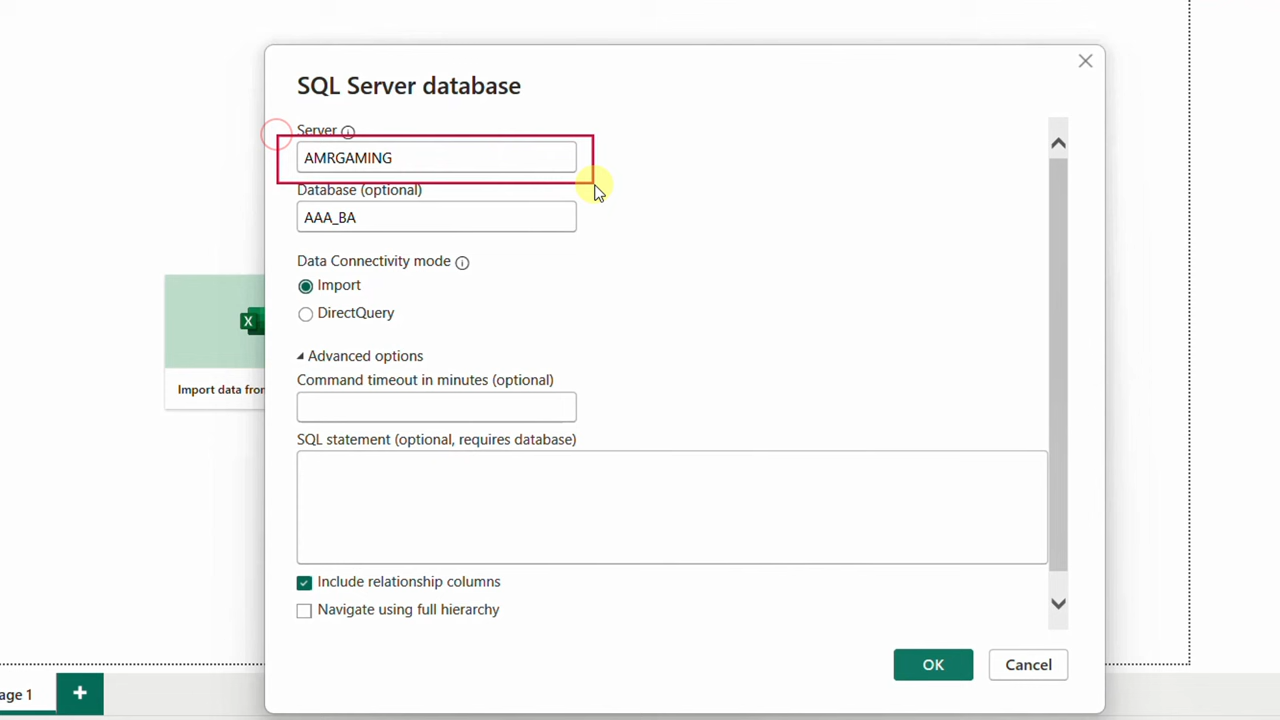 SQL Server database
Server
AMRGAMING
Database (optional)
AAA_BA
Data Connectivity mode
Import
DirectQuery
Advanced options
Command timeout in minutes (optional)
SQL statement (optional, requires database)
Include relationship columns
Navigate using full hierarchy
OK
Cancel
X
Import data from
age 1
+